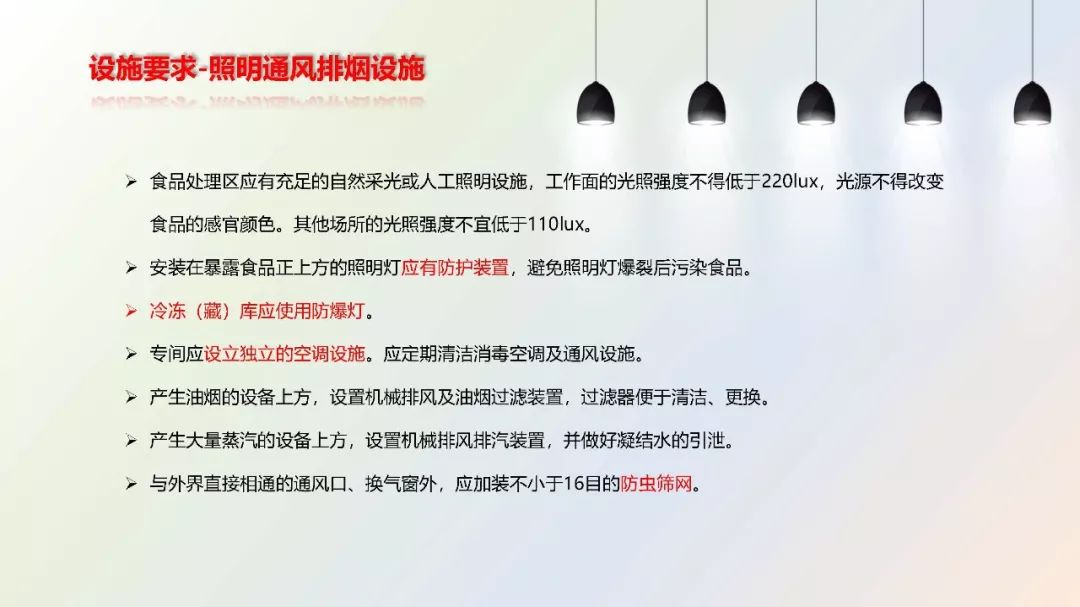 设施要求-照明通风排烟设施
食品处理区应有充足的自然采光或人工照明设施，工作面的光照强度不得低于220lux，光源不得改变
食品的感官颜色。其他场所的光照强度不宜低于110lux。
安装在暴露食品正上方的照明灯应有防护装置，避免照明灯爆裂后污染食品。
冷冻（藏）库应使用防爆灯。
专间应设立独立的空调设施。应定期清洁消毒空调及通风设施。
产生油烟的设备上方，设置机械排风及油烟过滤装置，过滤器便于清洁、更换。
产生大量蒸汽的设备上方，设置机械排风排汽装置，并做好凝结水的引泄。
与外界直接相通的通风口、换气窗外，应加装不小于16目的防虫筛网。